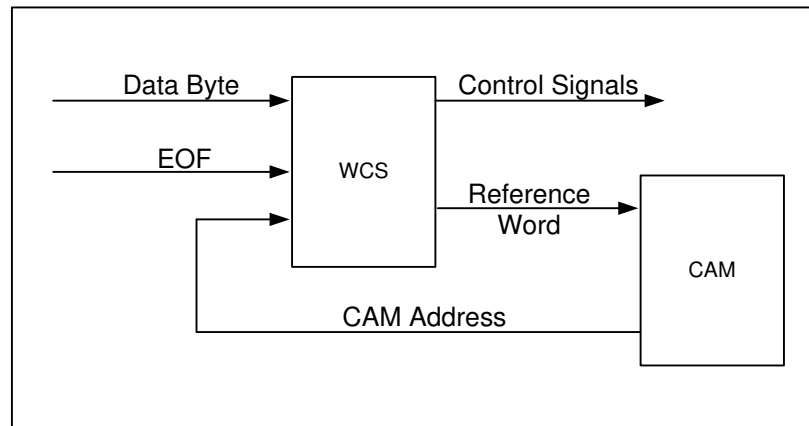 Data Byte
Control Signals
EOF
WCS
Reference
Word
CAM
CAM Address